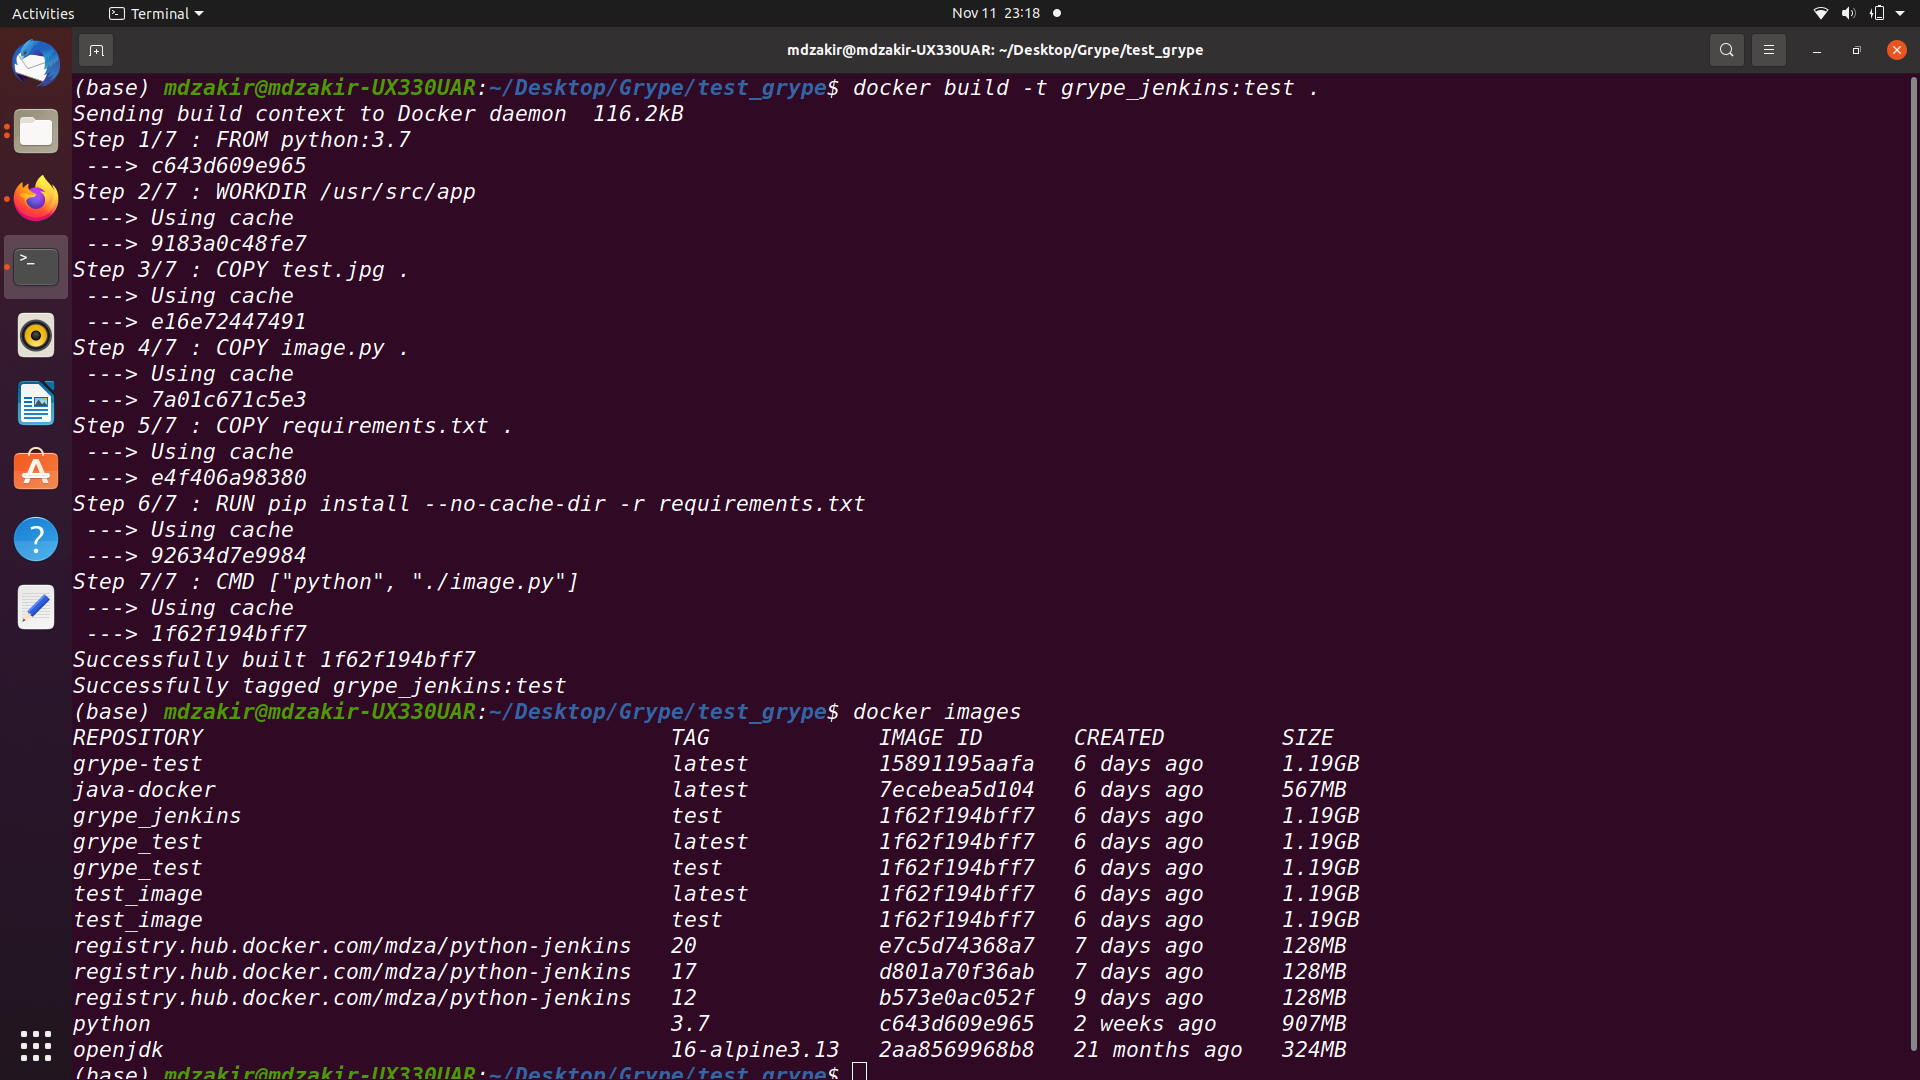 Activities Terminal Nov 11 23:18
mdzakir@mdzakir-UX330UAR: ~/Desktop/Grype/test_grype
(base) mdzakir@mdzakir-UX330UAR:~/Desktop/Grype/test_grype$ docker build -t grype_jenkins:test .
Sending build context to Docker daemon  116.2kB
Step 1/7 : FROM python:3.7
 ---> c643d609e965
Step 2/7 : WORKDIR /usr/src/app
 ---> Using cache
 ---> 9183a0c48fe7
Step 3/7 : COPY test.jpg .
 ---> Using cache
 ---> e16e72447491
Step 4/7 : COPY image.py .
 ---> Using cache
 ---> 7a01c671c5e3
Step 5/7 : COPY requirements.txt .
 ---> Using cache
 ---> e4f406a98380
Step 6/7 : RUN pip install --no-cache-dir -r requirements.txt
 ---> Using cache
 ---> 92634d7e9984
Step 7/7 : CMD ["python", "./image.py"]
 ---> Using cache
 ---> 1f62f194bff7
Successfully built 1f62f194bff7
Successfully tagged grype_jenkins:test
(base) mdzakir@mdzakir-UX330UAR:~/Desktop/Grype/test_grype$ docker images
REPOSITORY                                    TAG             IMAGE ID       CREATED         SIZE
grype-test                                    latest          15891195aafa   6 days ago      1.19GB
java-docker                                   latest          7ecebea5d104   6 days ago      567MB
grype_jenkins                                 test            1f62f194bff7   6 days ago      1.19GB
grype_test                                    latest          1f62f194bff7   6 days ago      1.19GB
grype_test                                    test            1f62f194bff7   6 days ago      1.19GB
test_image                                    latest          1f62f194bff7   6 days ago      1.19GB
test_image                                    test            1f62f194bff7   6 days ago      1.19GB
registry.hub.docker.com/mdza/python-jenkins   20              e7c5d74368a7   7 days ago      128MB
registry.hub.docker.com/mdza/python-jenkins   17              d801a70f36ab   7 days ago      128MB
registry.hub.docker.com/mdza/python-jenkins   12              b573e0ac052f   9 days ago      128MB
python                                        3.7             c643d609e965   2 weeks ago     907MB
openjdk                                       16-alpine3.13   2aa8569968b8   21 months ago   324MB
(base) mdzakir@mdzakir-UX330UAR:~/Desktop/Grype/test_grype$